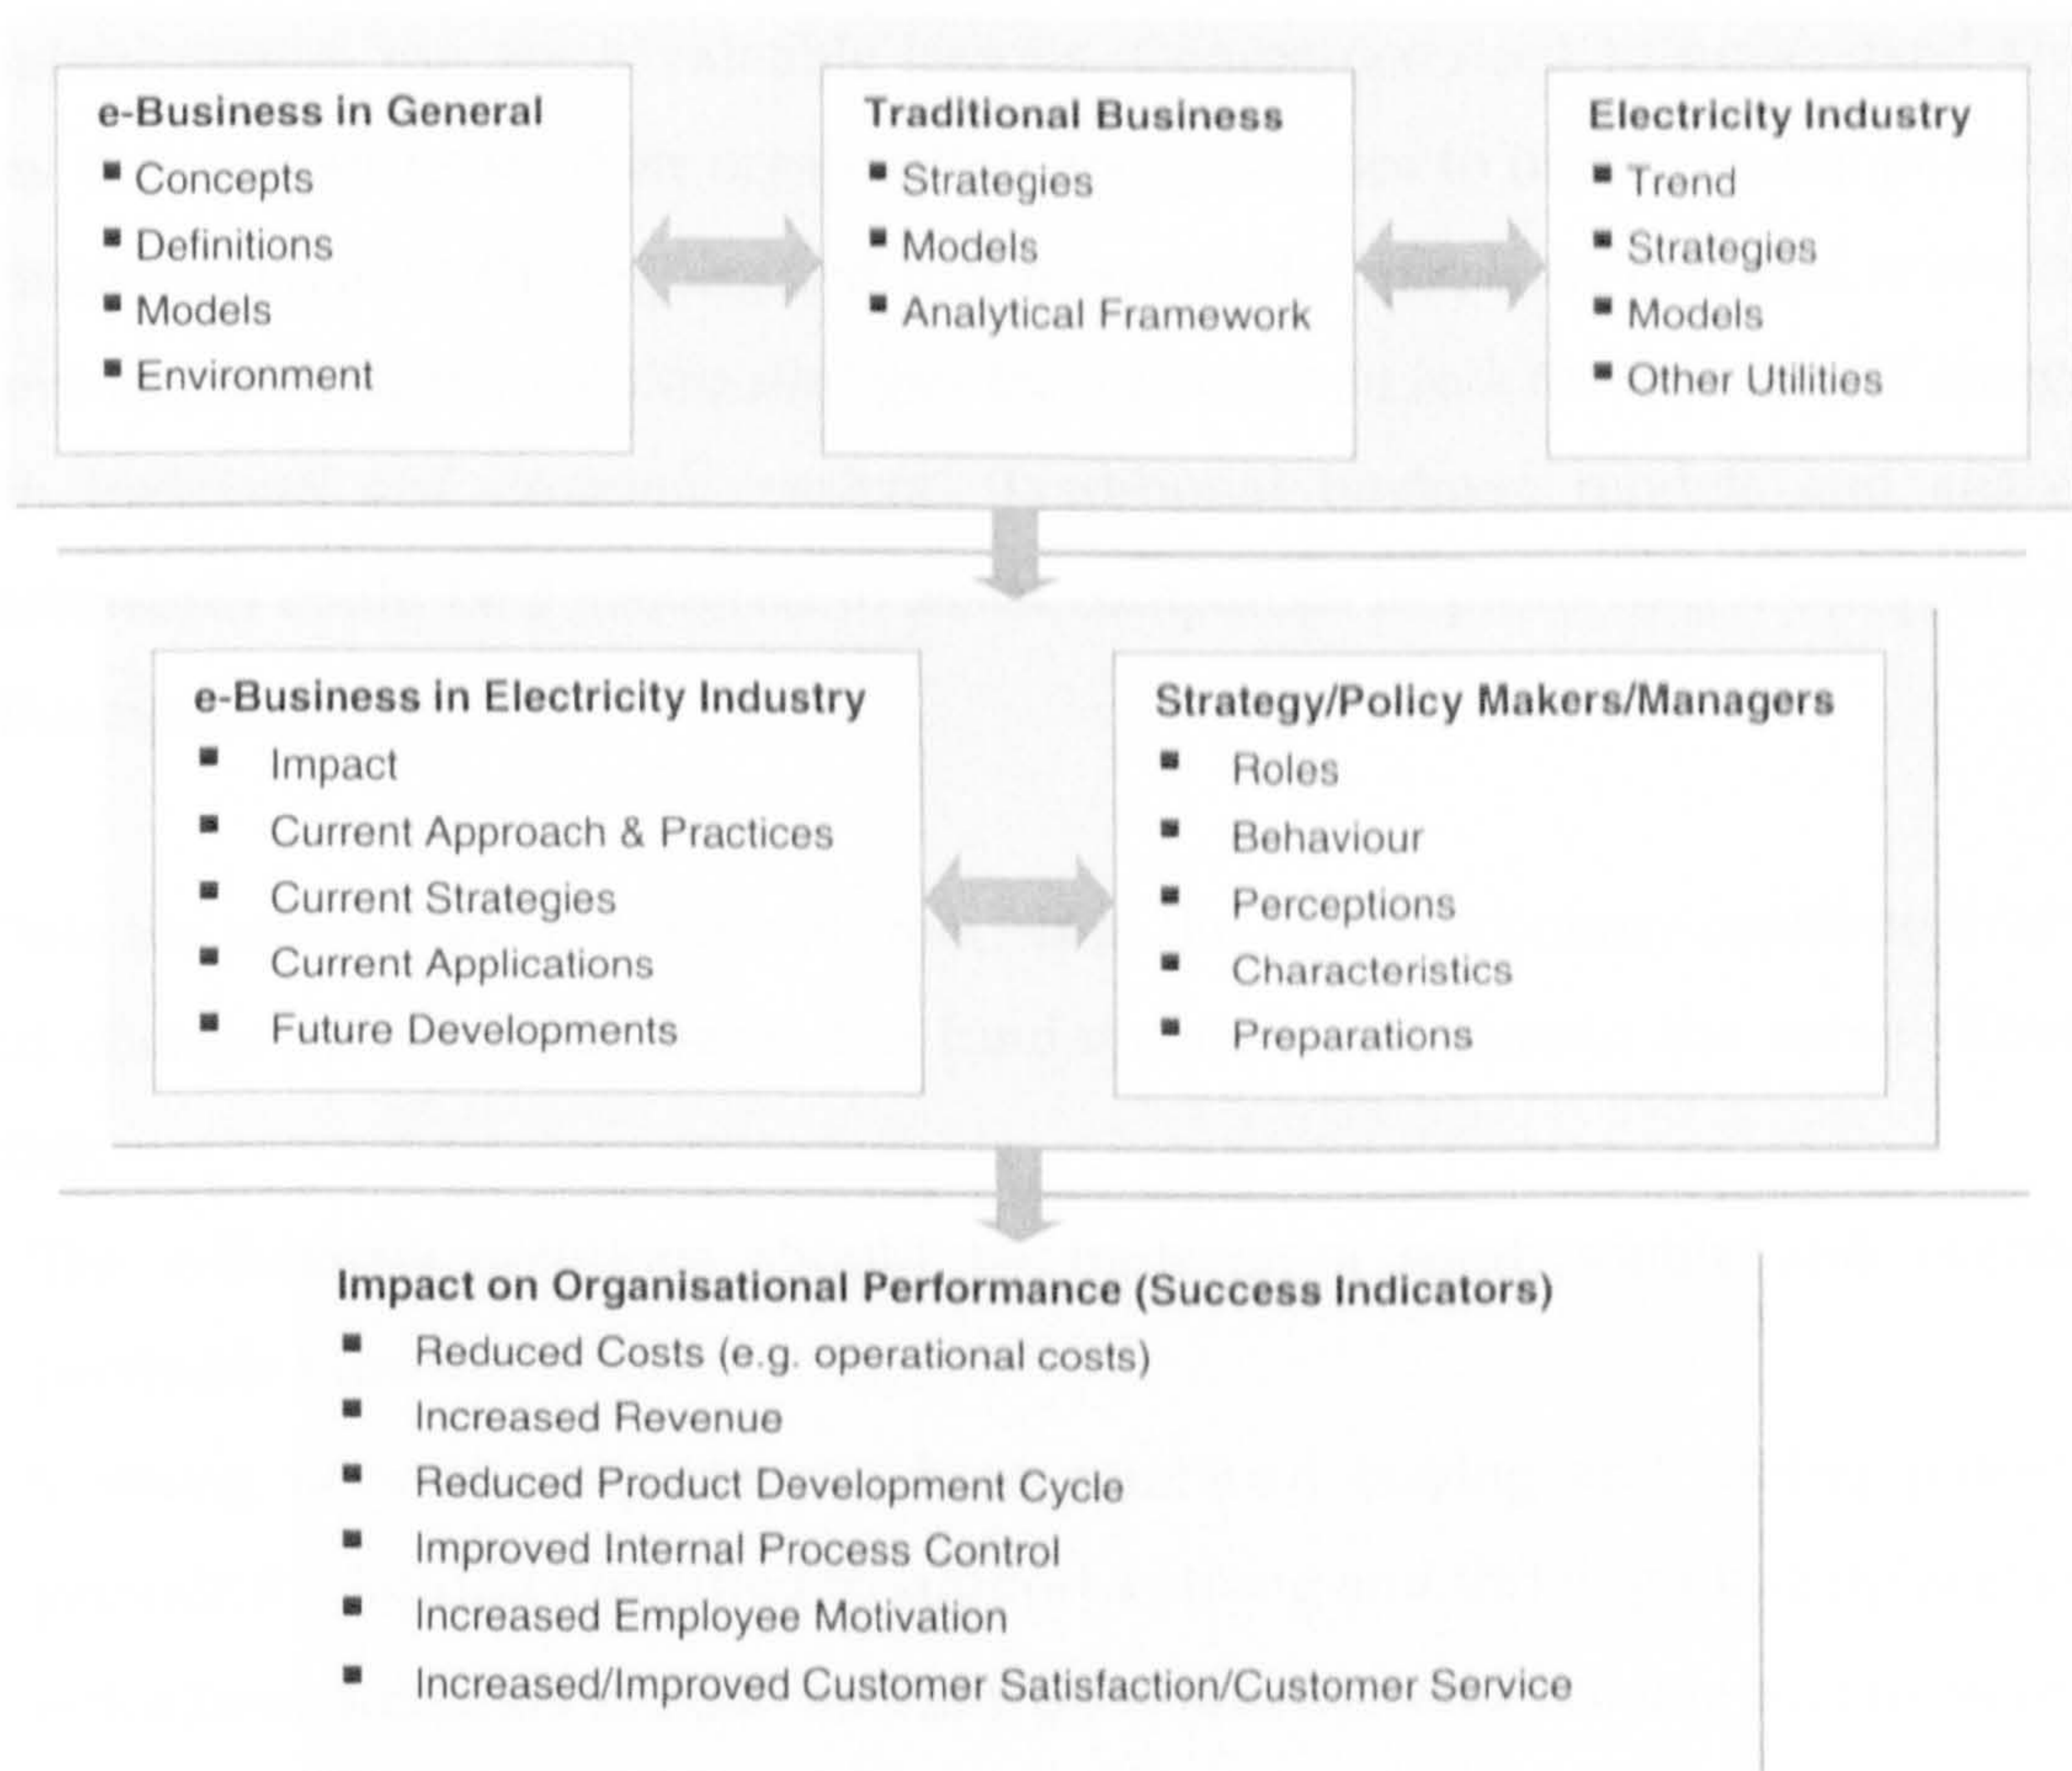 e-Business in General
▪ Concepts
▪ Definitions
▪ Models
▪ Environment
Traditional Business
▪ Strategies
▪ Models
▪ Analytical Framework
Electricity Industry
▪ Trend
▪ Strategies
▪ Models
▪ Other Utilities
e-Business in Electricity Industry
▪ Impact
▪ Current Approach & Practices
▪ Current Strategies
▪ Current Applications
▪ Future Developments
Strategy/Policy Makers/Managers
▪ Roles
▪ Behaviour
▪ Perceptions
▪ Characteristics
▪ Preparations
Impact on Organisational Performance (Success Indicators)
▪ Reduced Costs (e.g. operational costs)
▪ Increased Revenue
▪ Reduced Product Development Cycle
▪ Improved Internal Process Control
▪ Increased Employee Motivation
▪ Increased/Improved Customer Satisfaction/Customer Service